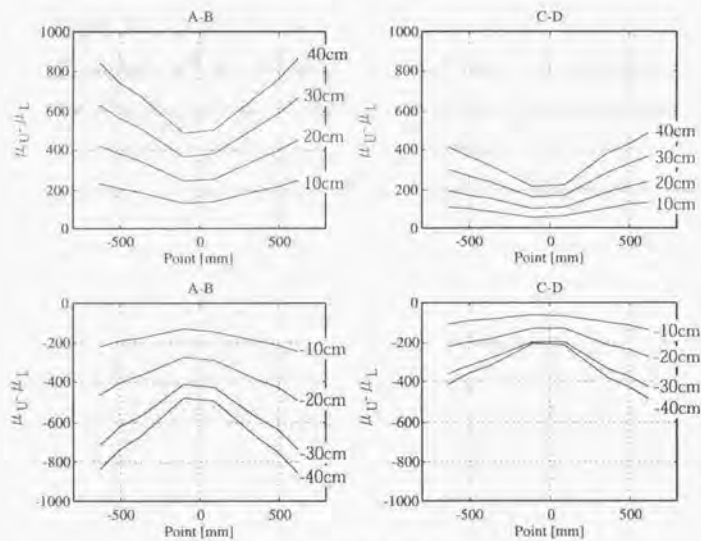 A-B
1000
800
600
400
200
0
μU-μL
40cm
30cm
20cm
10cm
-500
0
500
Point [mm]
C-D
1000
800
600
400
200
0
μU-μL
40cm
30cm
20cm
10cm
-500
0
500
Point [mm]
A-B
0
-200
-400
-600
-800
-1000
μU-μL
-10cm
-20cm
-30cm
-40cm
-500
0
500
Point [mm]
C-D
0
-200
-400
-600
-800
-1000
μU-μL
-10cm
-20cm
-30cm
-40cm
-500
0
500
Point [mm]